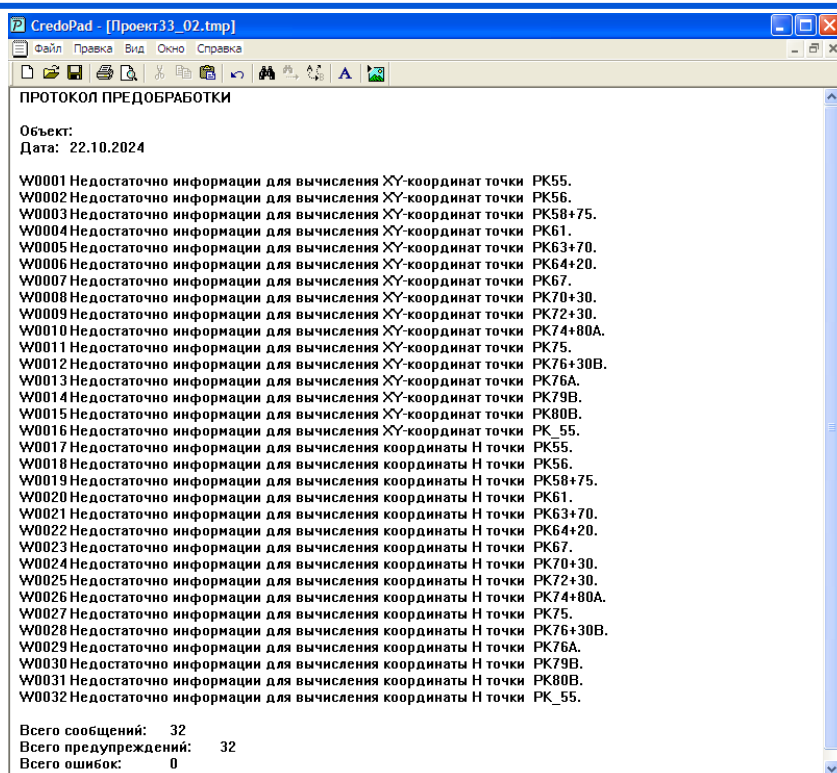 CredoPad - [Проект33_02.tmp]
Файл Правка Вид Окно Справка
ПРОТОКОЛ ПРЕДОБРАБОТКИ
Объект:
Дата: 22.10.2024
W0001 Недостаточно информации для вычисления XY-координат точки PK55.
W0002 Недостаточно информации для вычисления XY-координат точки PK56.
W0003 Недостаточно информации для вычисления XY-координат точки PK58+75.
W0004 Недостаточно информации для вычисления XY-координат точки PK61.
W0005 Недостаточно информации для вычисления XY-координат точки PK63+70.
W0006 Недостаточно информации для вычисления XY-координат точки PK64+20.
W0007 Недостаточно информации для вычисления XY-координат точки PK67.
W0008 Недостаточно информации для вычисления XY-координат точки PK70+30.
W0009 Недостаточно информации для вычисления XY-координат точки PK72+30.
W0010 Недостаточно информации для вычисления XY-координат точки PK74+80A.
W0011 Недостаточно информации для вычисления XY-координат точки PK75.
W0012 Недостаточно информации для вычисления XY-координат точки PK76+30B.
W0013 Недостаточно информации для вычисления XY-координат точки PK76A.
W0014 Недостаточно информации для вычисления XY-координат точки PK79B.
W0015 Недостаточно информации для вычисления XY-координат точки PK80B.
W0016 Недостаточно информации для вычисления XY-координат точки PK_55.
W0017 Недостаточно информации для вычисления координаты H точки PK55.
W0018 Недостаточно информации для вычисления координаты H точки PK56.
W0019 Недостаточно информации для вычисления координаты H точки PK58+75.
W0020 Недостаточно информации для вычисления координаты H точки PK61.
W0021 Недостаточно информации для вычисления координаты H точки PK63+70.
W0022 Недостаточно информации для вычисления координаты H точки PK64+20.
W0023 Недостаточно информации для вычисления координаты H точки PK67.
W0024 Недостаточно информации для вычисления координаты H точки PK70+30.
W0025 Недостаточно информации для вычисления координаты H точки PK72+30.
W0026 Недостаточно информации для вычисления координаты H точки PK74+80A.
W0027 Недостаточно информации для вычисления координаты H точки PK75.
W0028 Недостаточно информации для вычисления координаты H точки PK76+30B.
W0029 Недостаточно информации для вычисления координаты H точки PK76A.
W0030 Недостаточно информации для вычисления координаты H точки PK79B.
W0031 Недостаточно информации для вычисления координаты H точки PK80B.
W0032 Недостаточно информации для вычисления координаты H точки PK_55.
Всего сообщений: 32
Всего предупреждений: 32
Всего ошибок: 0